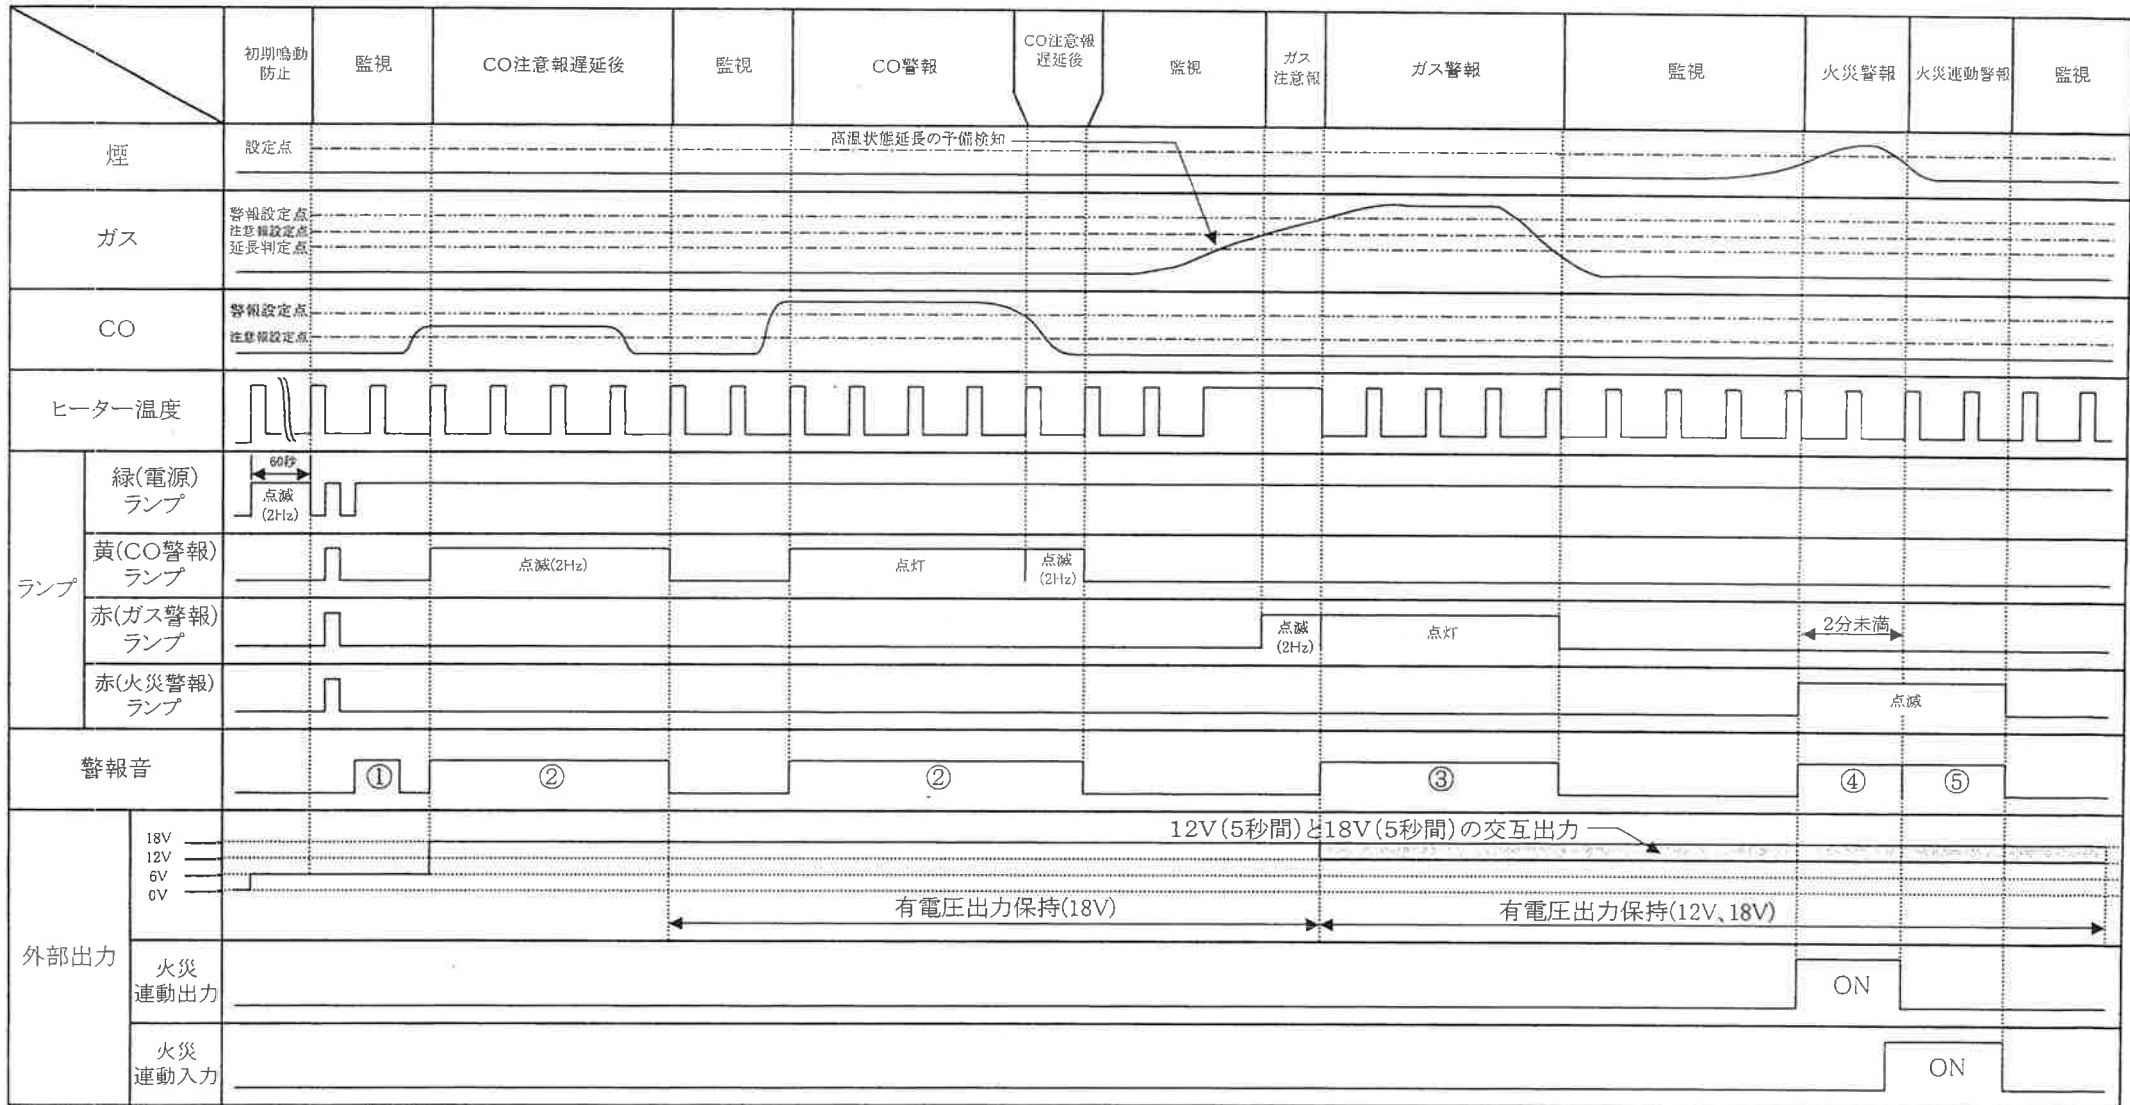 初期鳴動
防止
監視
CO注意報遅延後
監視
CO警報
CO注意報
遅延後
監視
ガス
注意報
ガス警報
監視
火災警報
火災連動警報
監視
煙
設定点
高温状態延長の予備検知
ガス
警報設定点
注意報設定点
延長判定点
CO
警報設定点
注意報設定点
ヒーター温度
ランプ
緑(電源)
ランプ
60秒
点滅
(2Hz)
黄(CO警報)
ランプ
点滅(2Hz)
点灯
点滅
(2Hz)
赤(ガス警報)
ランプ
点滅
(2Hz)
点灯
2分未満
赤(火災警報)
ランプ
点滅
警報音
①
②
②
③
④
⑤
外部出力
18V
12V
6V
0V
12V(5秒間)と18V(5秒間)の交互出力
有電圧出力保持(18V)
有電圧出力保持(12V、18V)
火災
連動出力
ON
火災
連動入力
ON